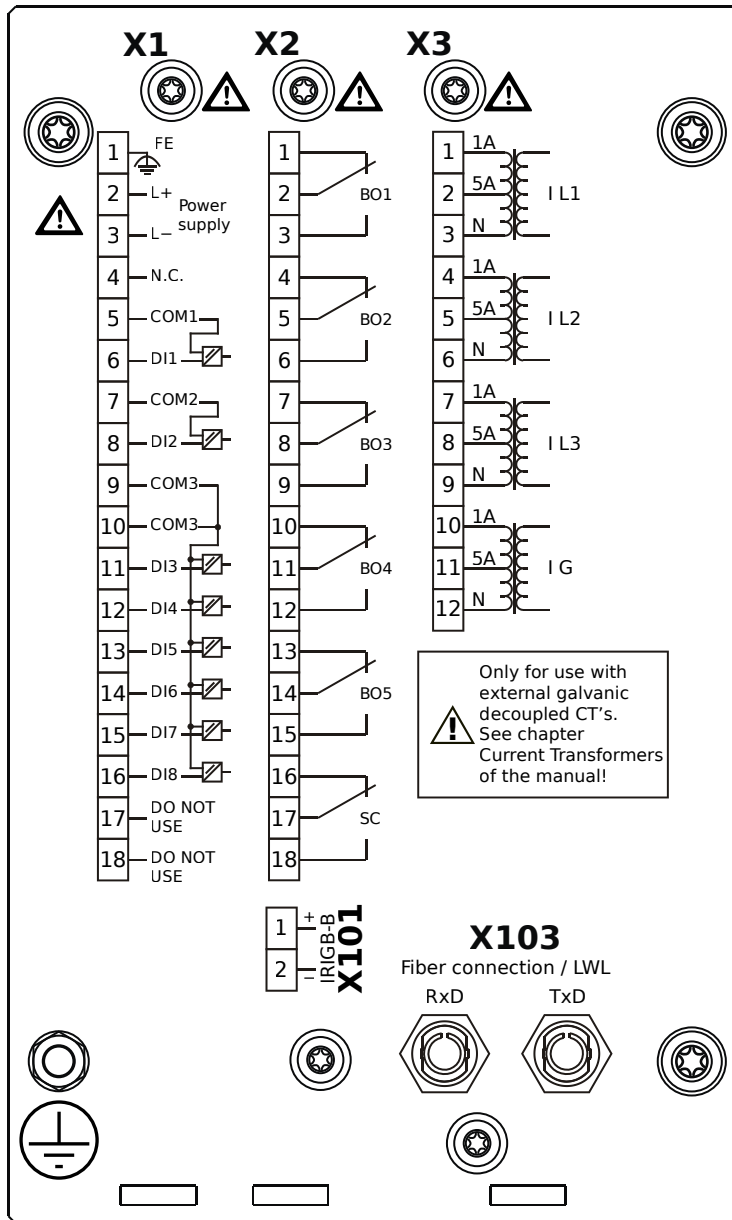 X1
X2
X3
1 FE
2 L+
Power supply
3 L−
4 N.C.
5 COM1
6 DI1
7 COM2
8 DI2
9 COM3
10 COM3
11 DI3
12 DI4
13 DI5
14 DI6
15 DI7
16 DI8
17 DO NOT USE
18 DO NOT USE
1
2 BO1
3
4
5 BO2
6
7
8 BO3
9
10
11 BO4
12
13
14 BO5
15
16
17 SC
18
1 1A
2 5A I L1
3 N
4 1A
5 5A I L2
6 N
7 1A
8 5A I L3
9 N
10 1A
11 5A I G
12 N
! Only for use with
external galvanic
decoupled CT's.
See chapter
Current Transformers
of the manual!
1 +
2 −
IRIGB-B
X101
X103
Fiber connection / LWL
RxD TxD